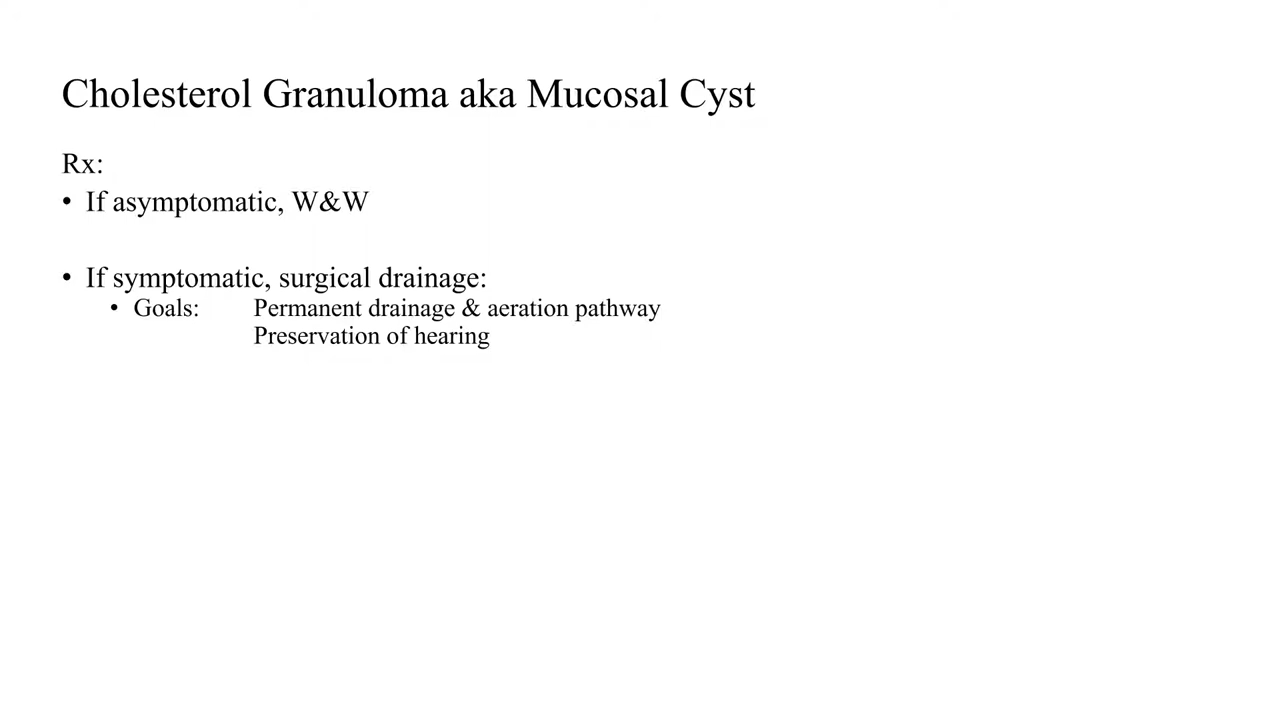 Cholesterol Granuloma aka Mucosal Cyst
Rx:
• If asymptomatic, W&W
• If symptomatic, surgical drainage:
• Goals: Permanent drainage & aeration pathway
Preservation of hearing